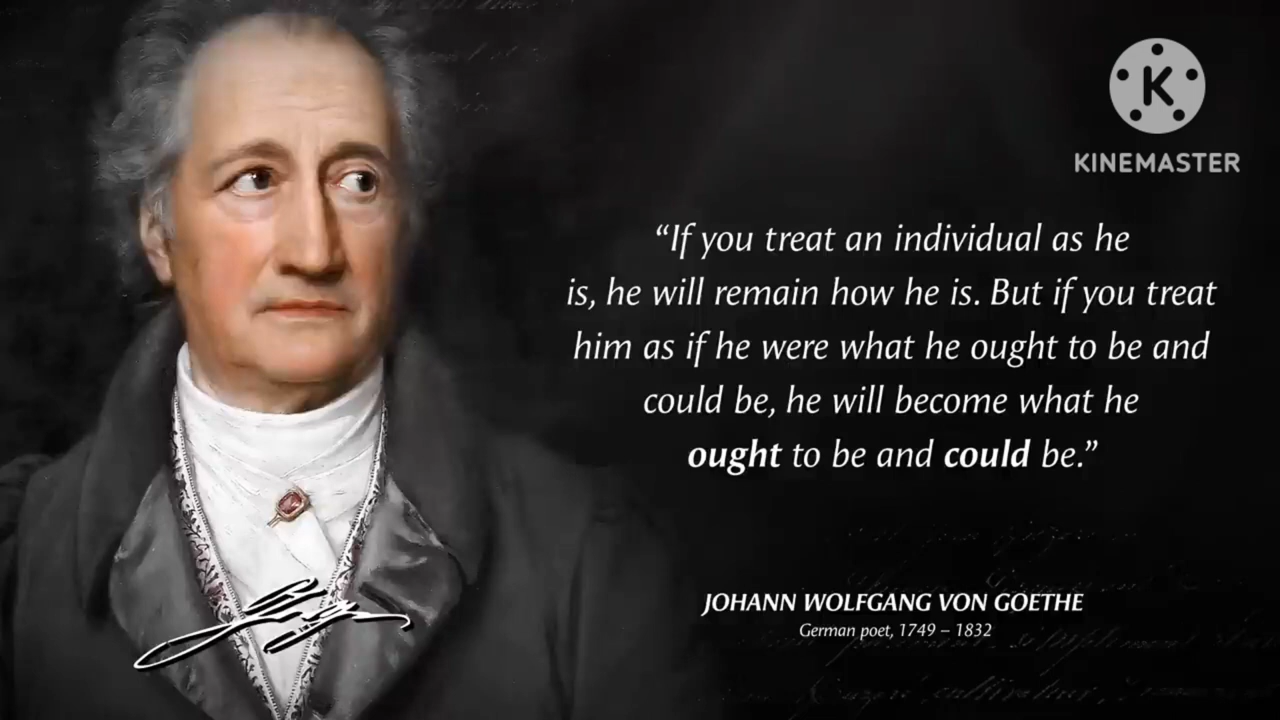 K
KINEMASTER
“If you treat an individual as he
is, he will remain how he is. But if you treat
him as if he were what he ought to be and
could be, he will become what he
ought to be and could be.”
JOHANN WOLFGANG VON GOETHE
German poet, 1749 – 1832